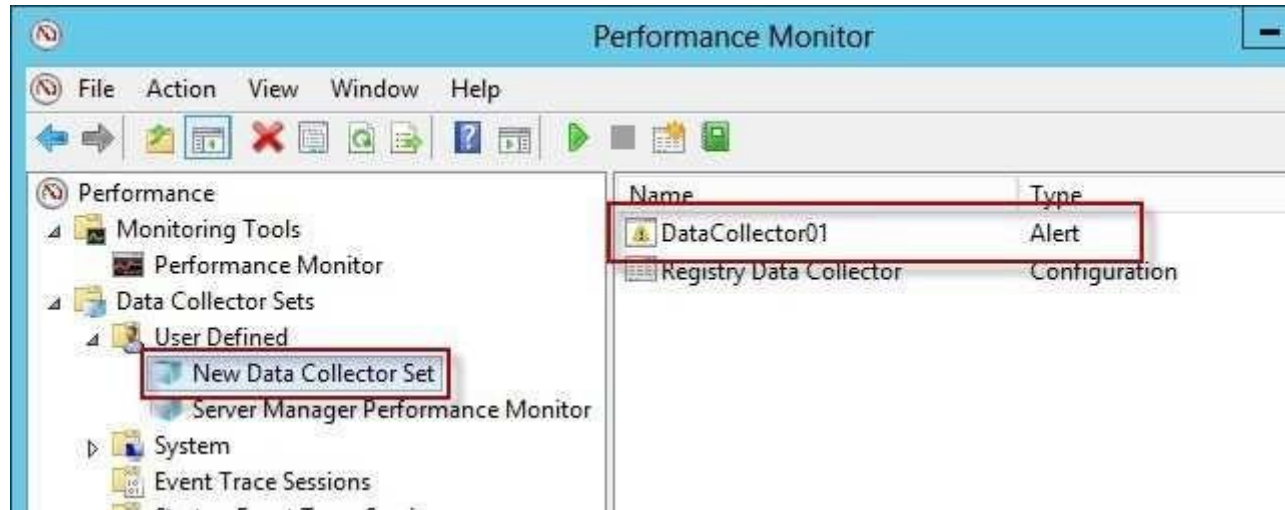 Performance Monitor
File Action View Window Help
Performance
Monitoring Tools
Performance Monitor
Data Collector Sets
User Defined
New Data Collector Set
Server Manager Performance Monitor
System
Event Trace Sessions
Name Type
DataCollector01 Alert
Registry Data Collector Configuration